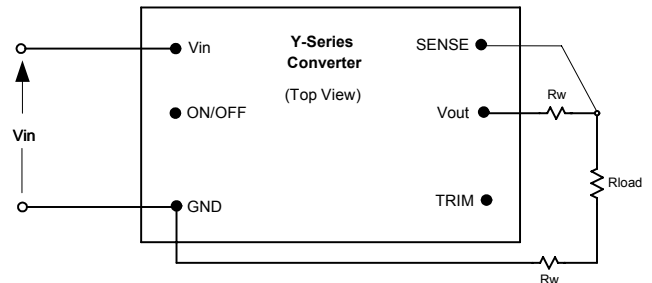 Y-Series
Converter
(Top View)
Vin
SENSE
Rw
ON/OFF
Vout
Vin
Rload
GND
TRIM
Rw